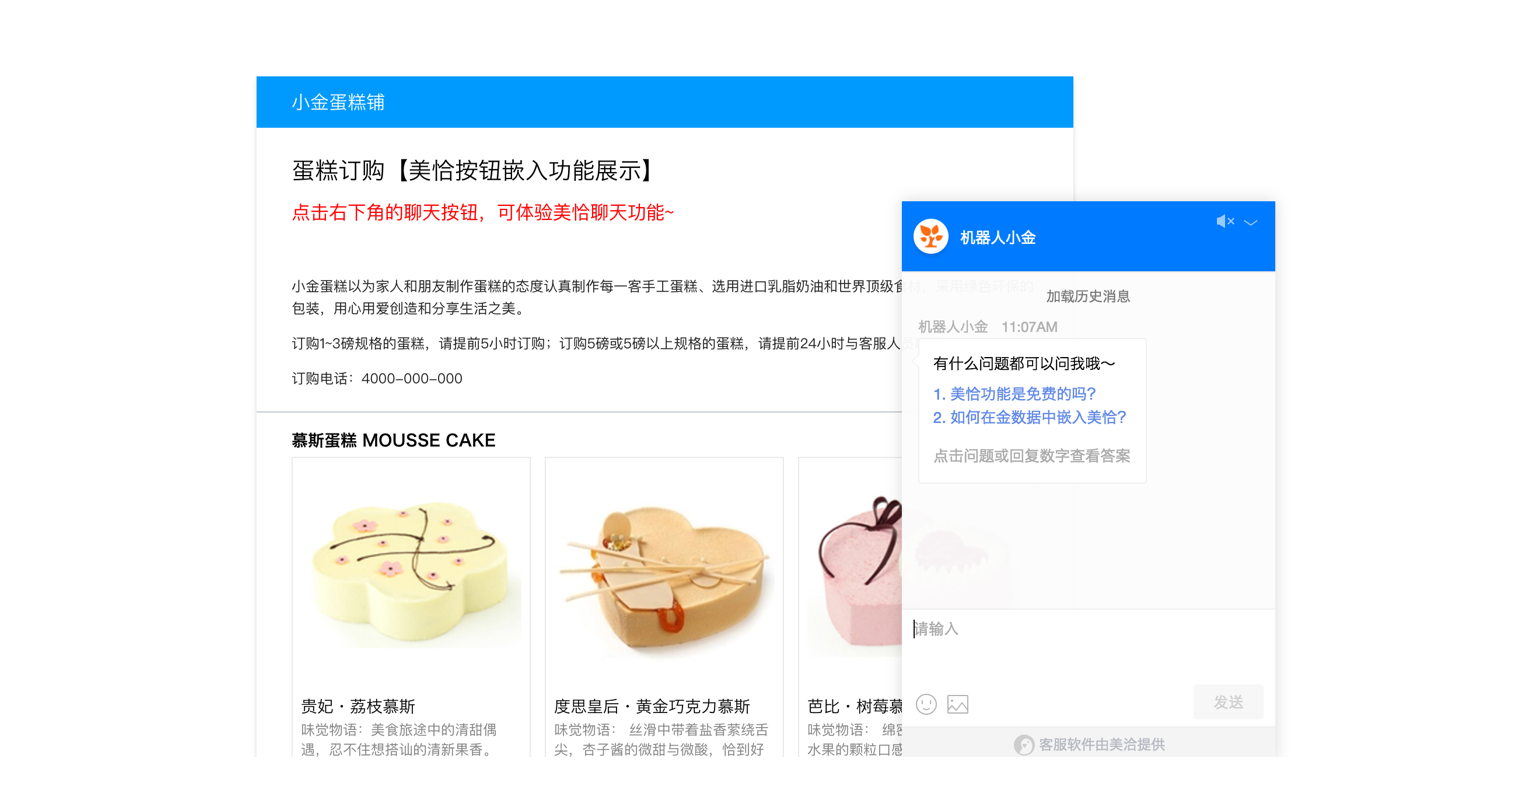 小金蛋糕铺
蛋糕订购【美恰按钮嵌入功能展示】
点击右下角的聊天按钮，可体验美恰聊天功能~
小金蛋糕以为家人和朋友制作蛋糕的态度认真制作每一客手工蛋糕、选用进口乳脂奶油和世界顶级食材，采用绿色环保的
包装，用心用爱创造和分享生活之美。
订购1~3磅规格的蛋糕，请提前5小时订购；订购5磅或5磅以上规格的蛋糕，请提前24小时与客服人
订购电话：4000-000-000
慕斯蛋糕 MOUSSE CAKE
贵妃・荔枝慕斯
味觉物语：美食旅途中的清甜偶
遇，忍不住想搭讪的清新果香。
度思皇后・黄金巧克力慕斯
味觉物语： 丝滑中带着盐香萦绕舌
尖，杏子酱的微甜与微酸，恰到好
芭比・树莓慕
味觉物语： 绵密
水果的颗粒口感
机器人小金
加载历史消息
机器人小金 11:07AM
有什么问题都可以问我哦～
1. 美恰功能是免费的吗？
2. 如何在金数据中嵌入美恰？
点击问题或回复数字查看答案
请输入
发送
客服软件由美洽提供